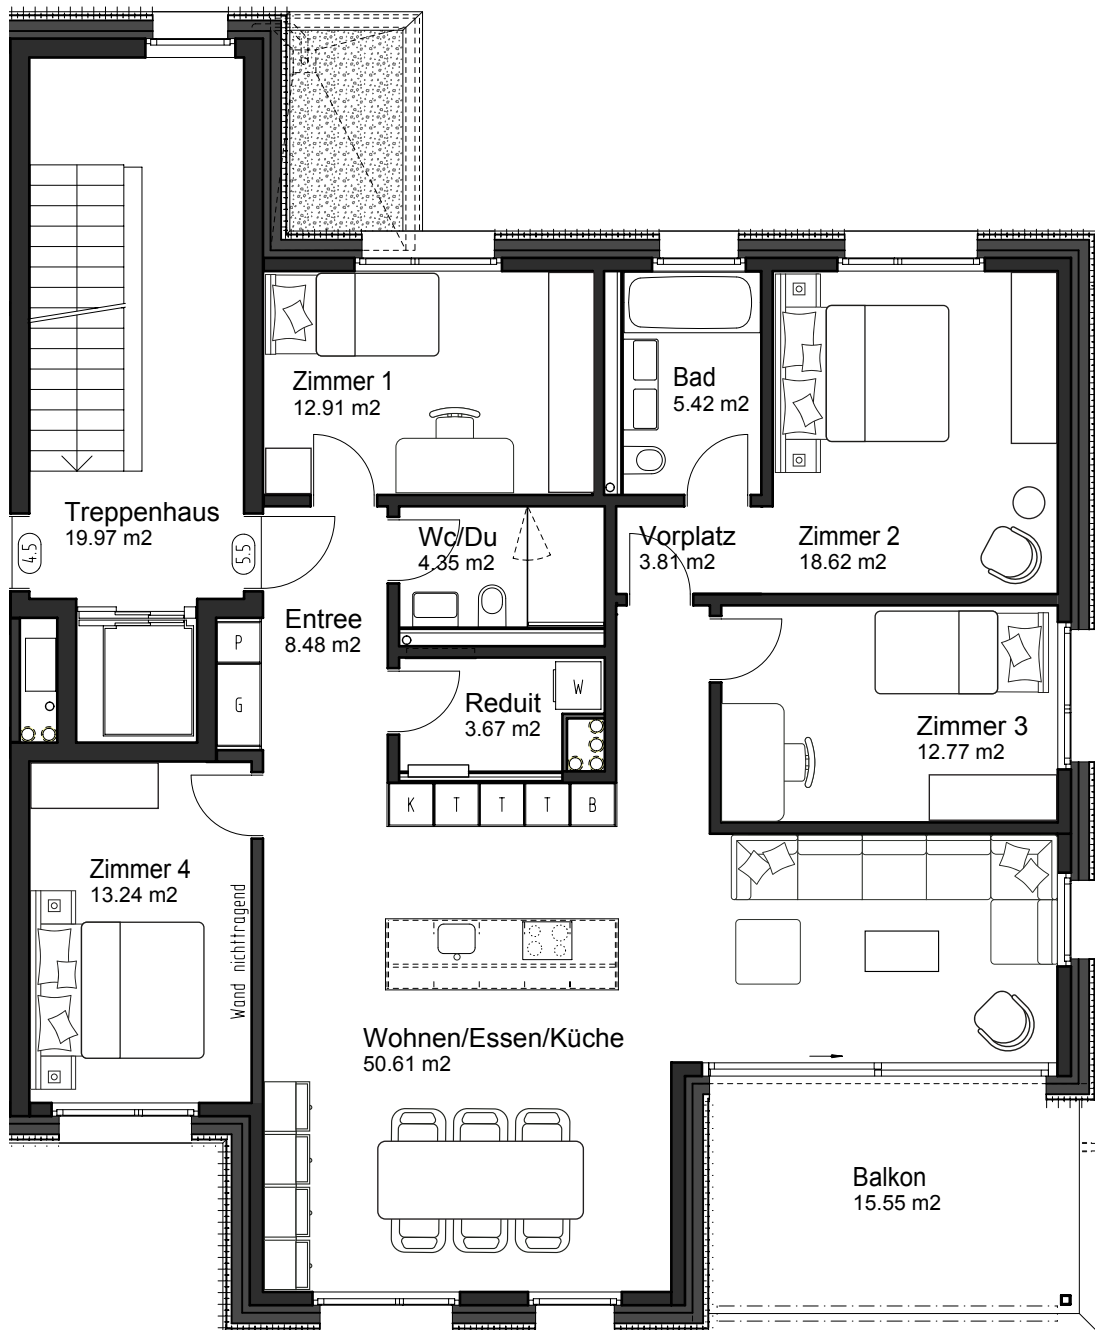 Zimmer 1
12.91 m2
Bad
5.42 m2
Treppenhaus
19.97 m2
4.5
5.5
Wc/Du
4.35 m2
Vorplatz
3.81 m2
Zimmer 2
18.62 m2
Entree
8.48 m2
P
G
Reduit
3.67 m2
W
Zimmer 3
12.77 m2
K
T
T
T
B
Zimmer 4
13.24 m2
Wand nichttragend
Wohnen/Essen/Küche
50.61 m2
Balkon
15.55 m2